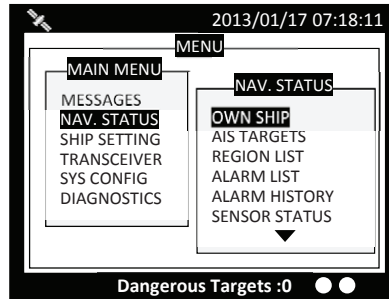 2013/01/17 07:18:11
MENU
MAIN MENU
MESSAGES
NAV. STATUS
SHIP SETTING
TRANSCEIVER
SYS CONFIG
DIAGNOSTICS
NAV. STATUS
OWN SHIP
AIS TARGETS
REGION LIST
ALARM LIST
ALARM HISTORY
SENSOR STATUS
Dangerous Targets :0